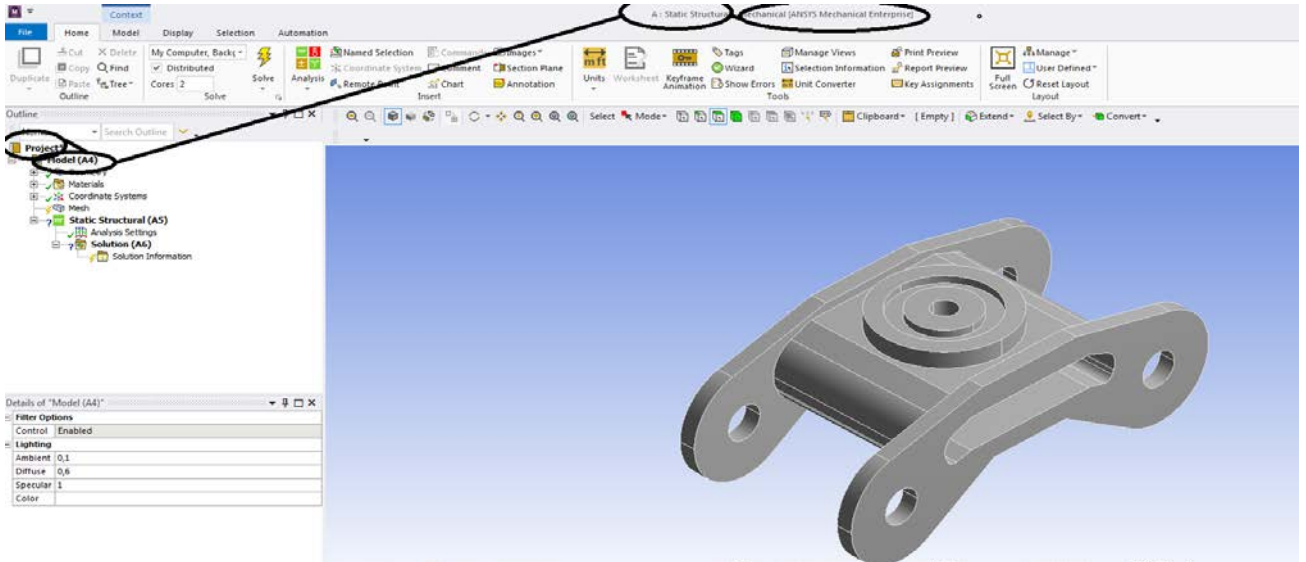 Context
A : Static Structural - Mechanical [ANSYS Mechanical Enterprise]
File Home Model Display Selection Automation
Duplicate
Cut
Copy
Paste
Delete
Find
Tree
Outline
My Computer, Back
Distributed
Cores 2
Solve
Solve
Analysis
Named Selection
Coordinate System
Remote Point
Commands
Comment
Chart
Images
Section Plane
Annotation
Insert
Units
Worksheet
Keyframe
Animation
Tags
Wizard
Show Errors
Manage Views
Selection Information
Unit Converter
Print Preview
Report Preview
Key Assignments
Tools
Full
Screen
Manage
User Defined
Reset Layout
Layout
Outline
Name Search Outline
Select Mode Clipboard [ Empty ] Extend Select By Convert
Project
Model (A4)
Geometry
Materials
Coordinate Systems
Mesh
Static Structural (A5)
Analysis Settings
Solution (A6)
Solution Information
Details of "Model (A4)"
Filter Options
Control Enabled
Lighting
Ambient 0,1
Diffuse 0,6
Specular 1
Color